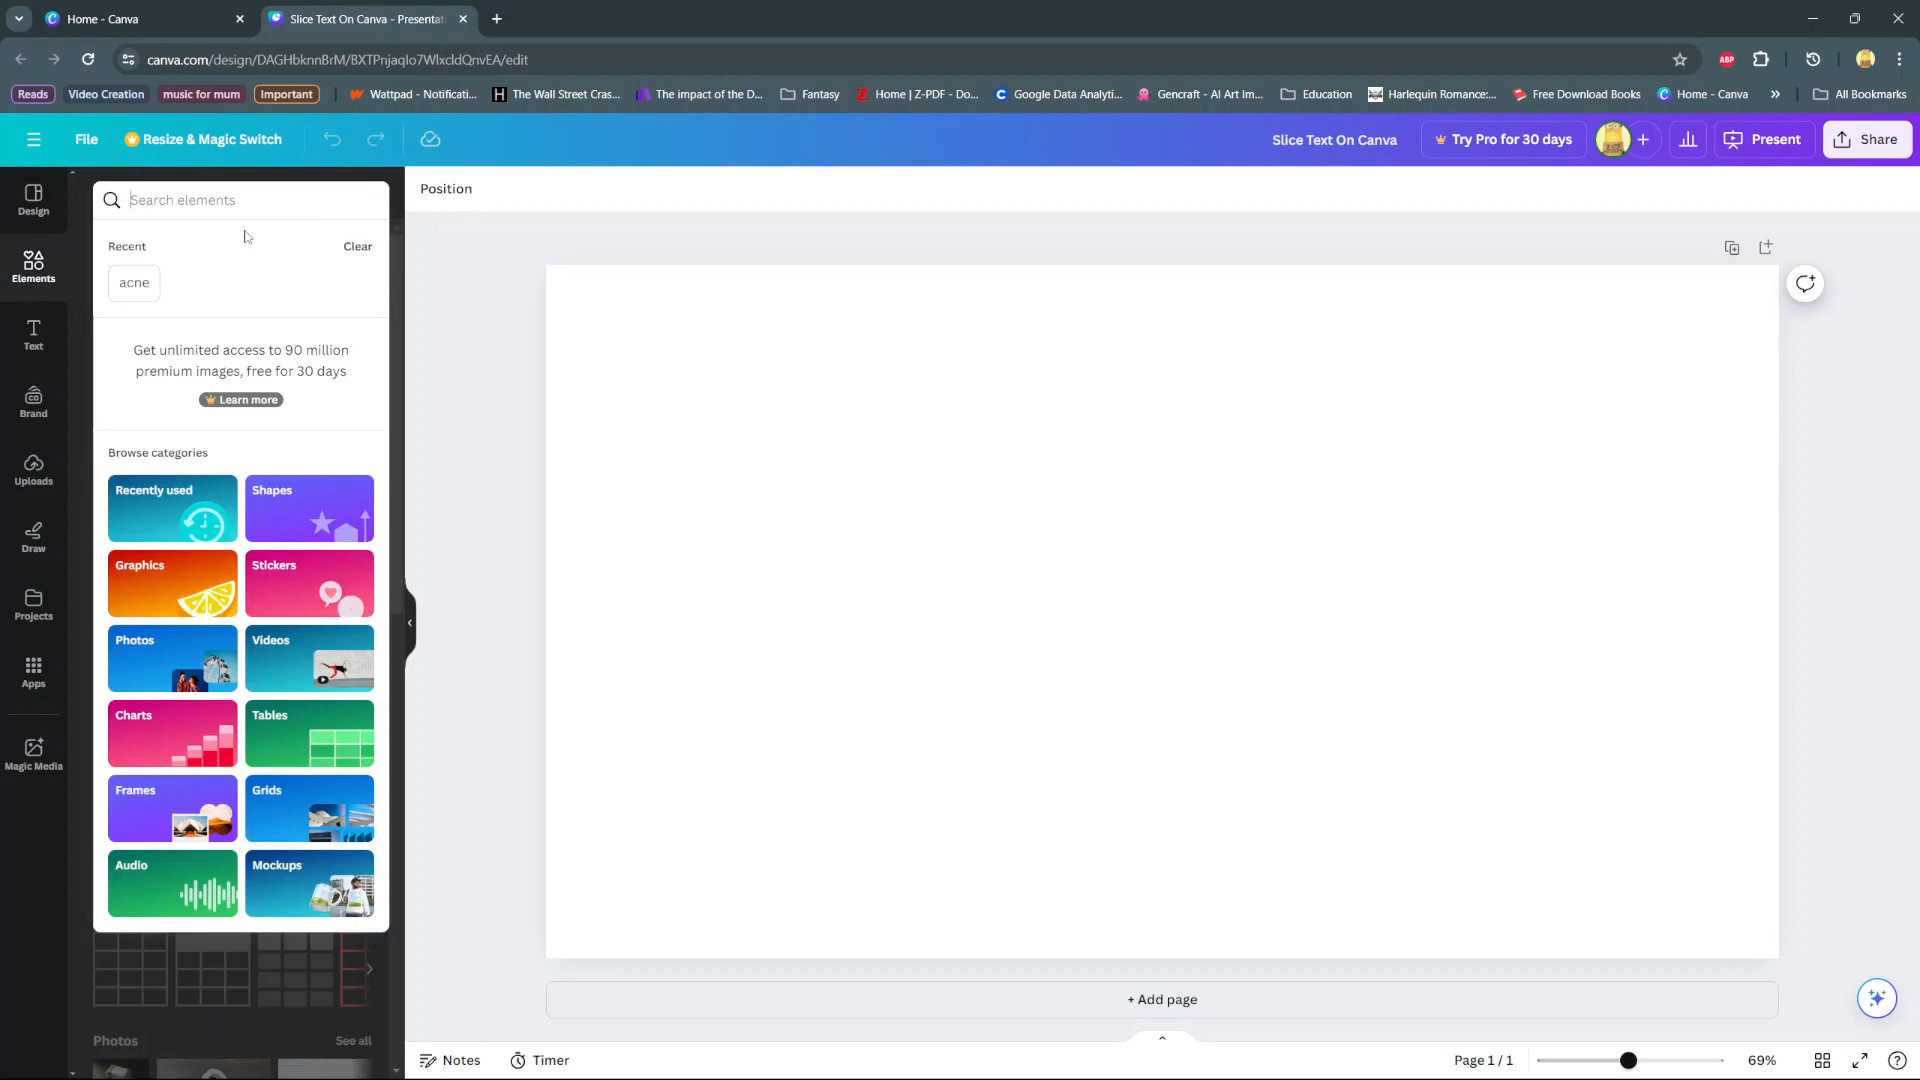 Home - Canva
Slice Text On Canva - Presentat
canva.com/design/DAGHbknnBrM/BXTPnjaqIo7WlxcldQnvEA/edit
ABP
Reads
Video Creation
music for mum
Important
Wattpad - Notificati...
The Wall Street Cras...
The impact of the D...
Fantasy
Home | Z-PDF - Do...
Google Data Analyti...
Gencraft - AI Art Im...
Education
Harlequin Romance:...
Free Download Books
Home - Canva
All Bookmarks
File
Resize & Magic Switch
Slice Text On Canva
Try Pro for 30 days
Present
Share
Design
Elements
Text
Brand
Uploads
Draw
Projects
Apps
Magic Media
Search elements
Recent
Clear
acne
Get unlimited access to 90 million
premium images, free for 30 days
Learn more
Browse categories
Recently used
Shapes
Graphics
Stickers
Photos
Videos
Charts
Tables
Frames
Grids
Audio
Mockups
Photos
See all
Position
+ Add page
Notes
Timer
Page 1 / 1
69%